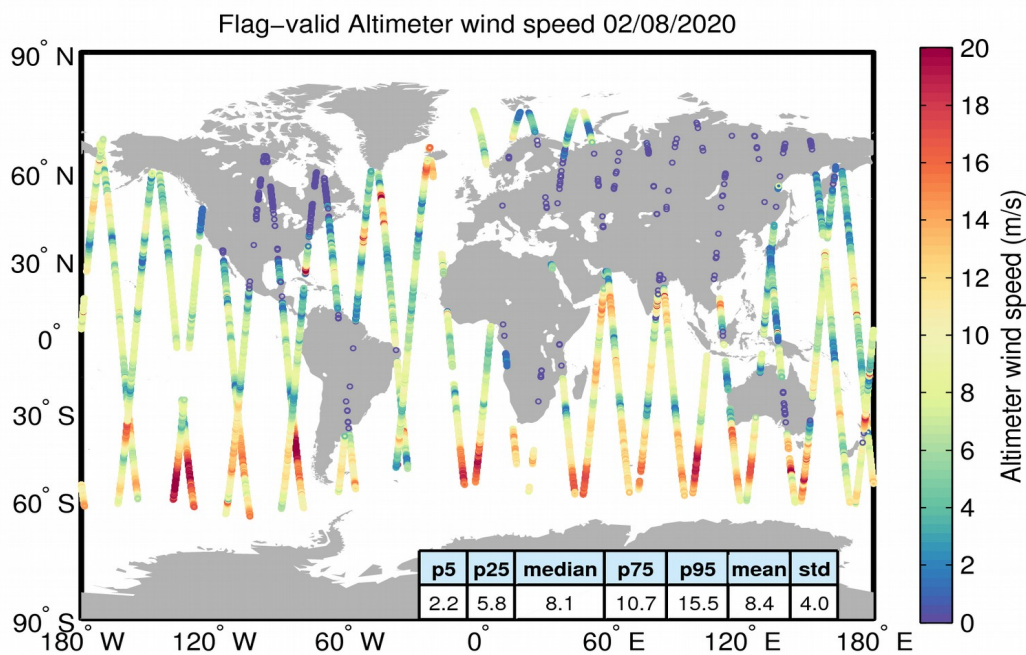 Flag−valid Altimeter wind speed 02/08/2020
90° N
60° N
30° N
0°
30° S
60° S
90° S
180° W
120° W
60° W
0°
60° E
120° E
180° E
p5 p25 median p75 p95 mean std
2.2 5.8 8.1 10.7 15.5 8.4 4.0
20
18
16
14
12
10
8
6
4
2
0
Altimeter wind speed (m/s)